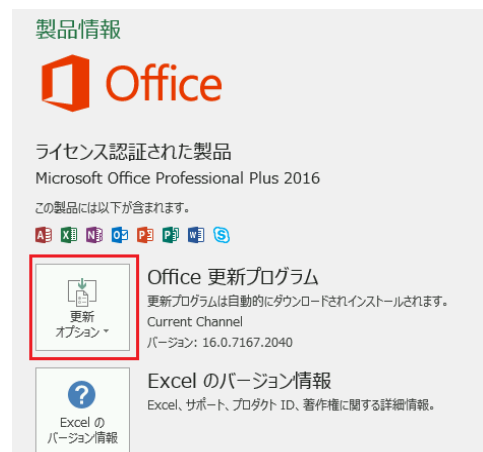 製品情報
Office
ライセンス認証された製品
Microsoft Office Professional Plus 2016
この製品には以下が含まれます。
Office 更新プログラム
更新プログラムは自動的にダウンロードされインストールされます。
更新
オプション
Current Channel
バージョン: 16.0.7167.2040
Excel のバージョン情報
Excel、サポート、プロダクト ID、著作権に関する詳細情報。
Excel の
バージョン情報